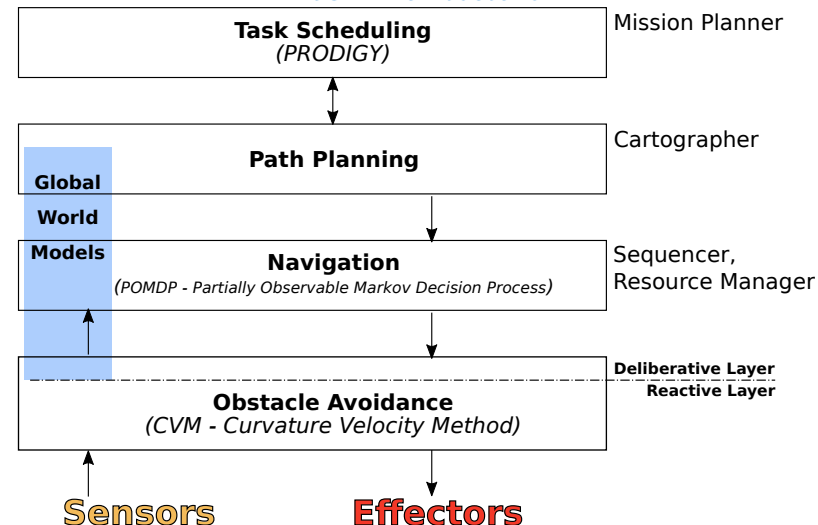 Task Scheduling
(PRODIGY)
Mission Planner
Path Planning
Cartographer
Global
World
Models
Navigation
(POMDP - Partially Observable Markov Decision Process)
Sequencer,
Resource Manager
Deliberative Layer
Reactive Layer
Obstacle Avoidance
(CVM - Curvature Velocity Method)
Sensors
Effectors